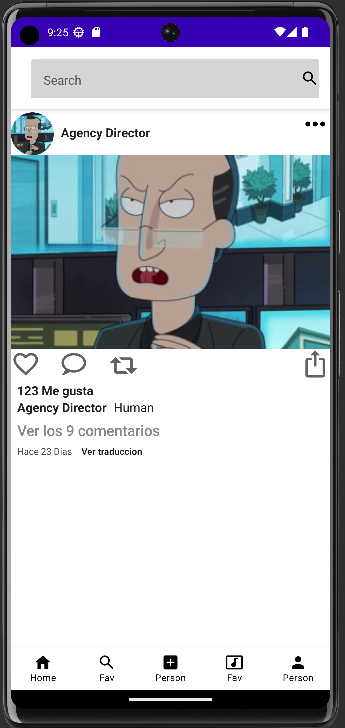 9:25
Search
Agency Director
123 Me gusta
Agency Director Human
Ver los 9 comentarios
Hace 23 Dias Ver traduccion
Home Fav Person Fav Person